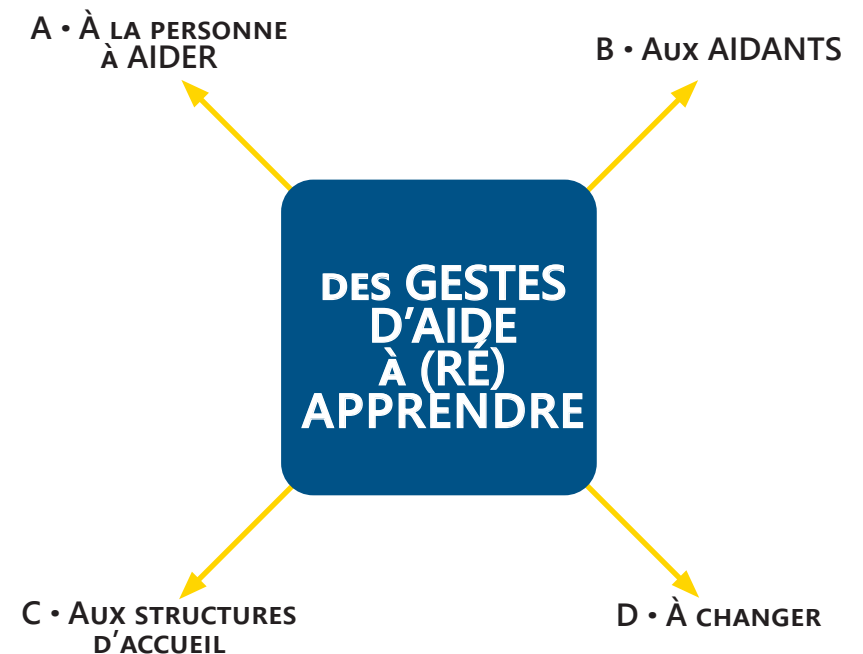 A • À LA PERSONNE
À AIDER
B • AUX AIDANTS
DES GESTES
D'AIDE
À (RÉ)
APPRENDRE
C • AUX STRUCTURES
D'ACCUEIL
D • À CHANGER